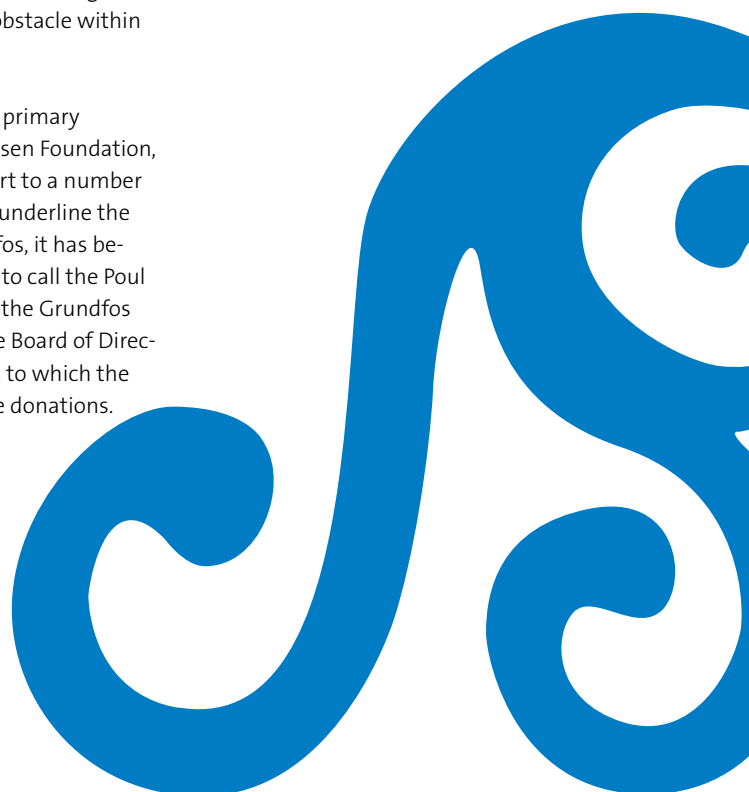 obstacle within
primary
sen Foundation,
rt to a number
underline the
fos, it has be-
to call the Poul
the Grundfos
e Board of Direc-
to which the
e donations.